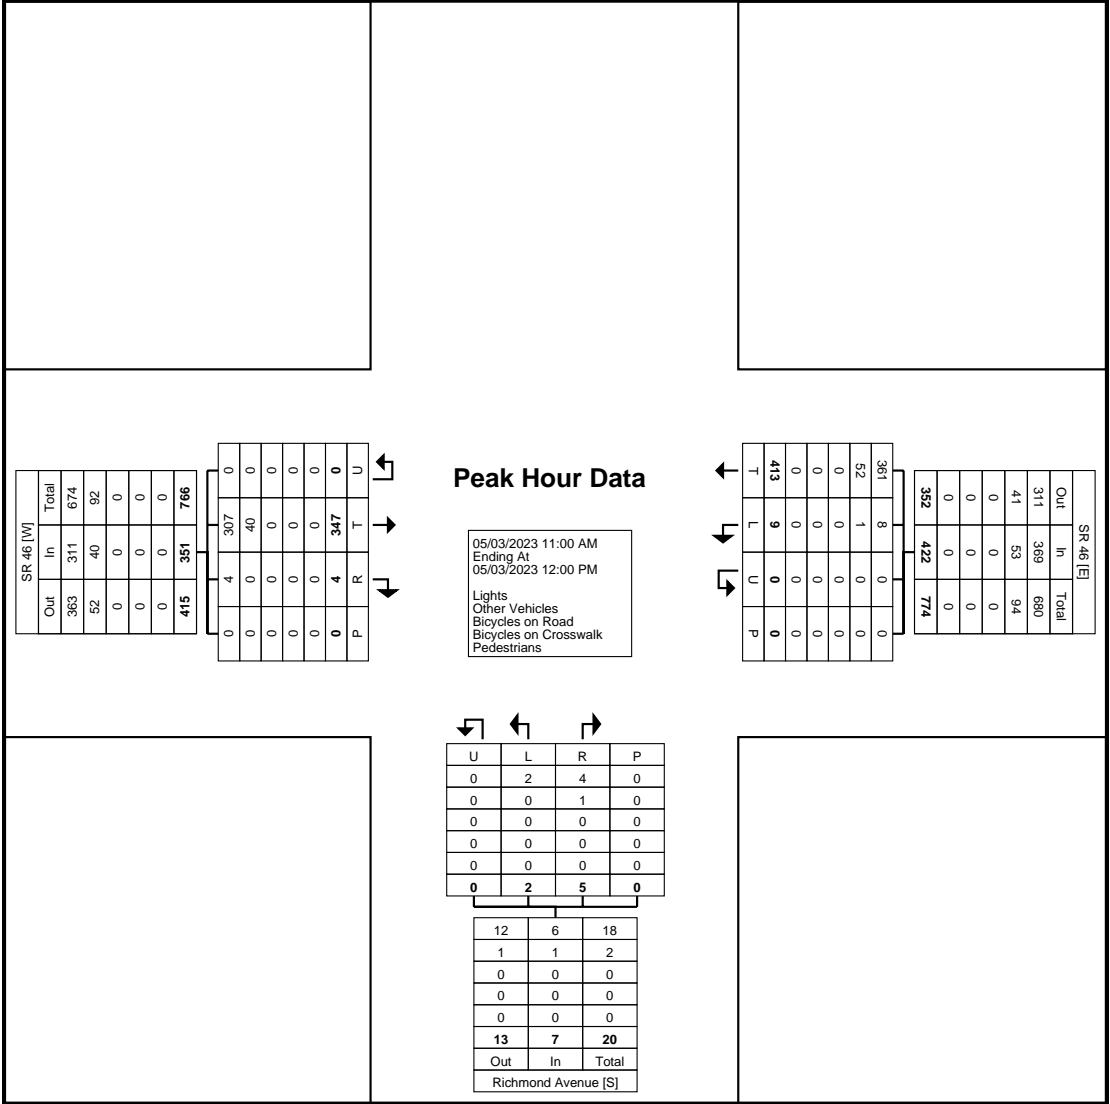 Peak Hour Data
05/03/2023 11:00 AM
Ending At
05/03/2023 12:00 PM
Lights
Other Vehicles
Bicycles on Road
Bicycles on Crosswalk
Pedestrians
SR 46 [W]
Total In Out
674 311 363
92 40 52
0 0 0
0 0 0
0 0 0
766 351 415
0 307 4 0
0 40 0 0
0 0 0 0
0 0 0 0
0 0 0 0
0 347 4 0
U T R P
SR 46 [E]
Out In Total
311 369 680
41 53 94
0 0 0
0 0 0
0 0 0
352 422 774
361 8 0 0
52 1 0 0
0 0 0 0
0 0 0 0
0 0 0 0
413 9 0 0
T L U P
U L R P
0 2 4 0
0 0 1 0
0 0 0 0
0 0 0 0
0 0 0 0
0 2 5 0
12 6 18
1 1 2
0 0 0
0 0 0
0 0 0
13 7 20
Out In Total
Richmond Avenue [S]